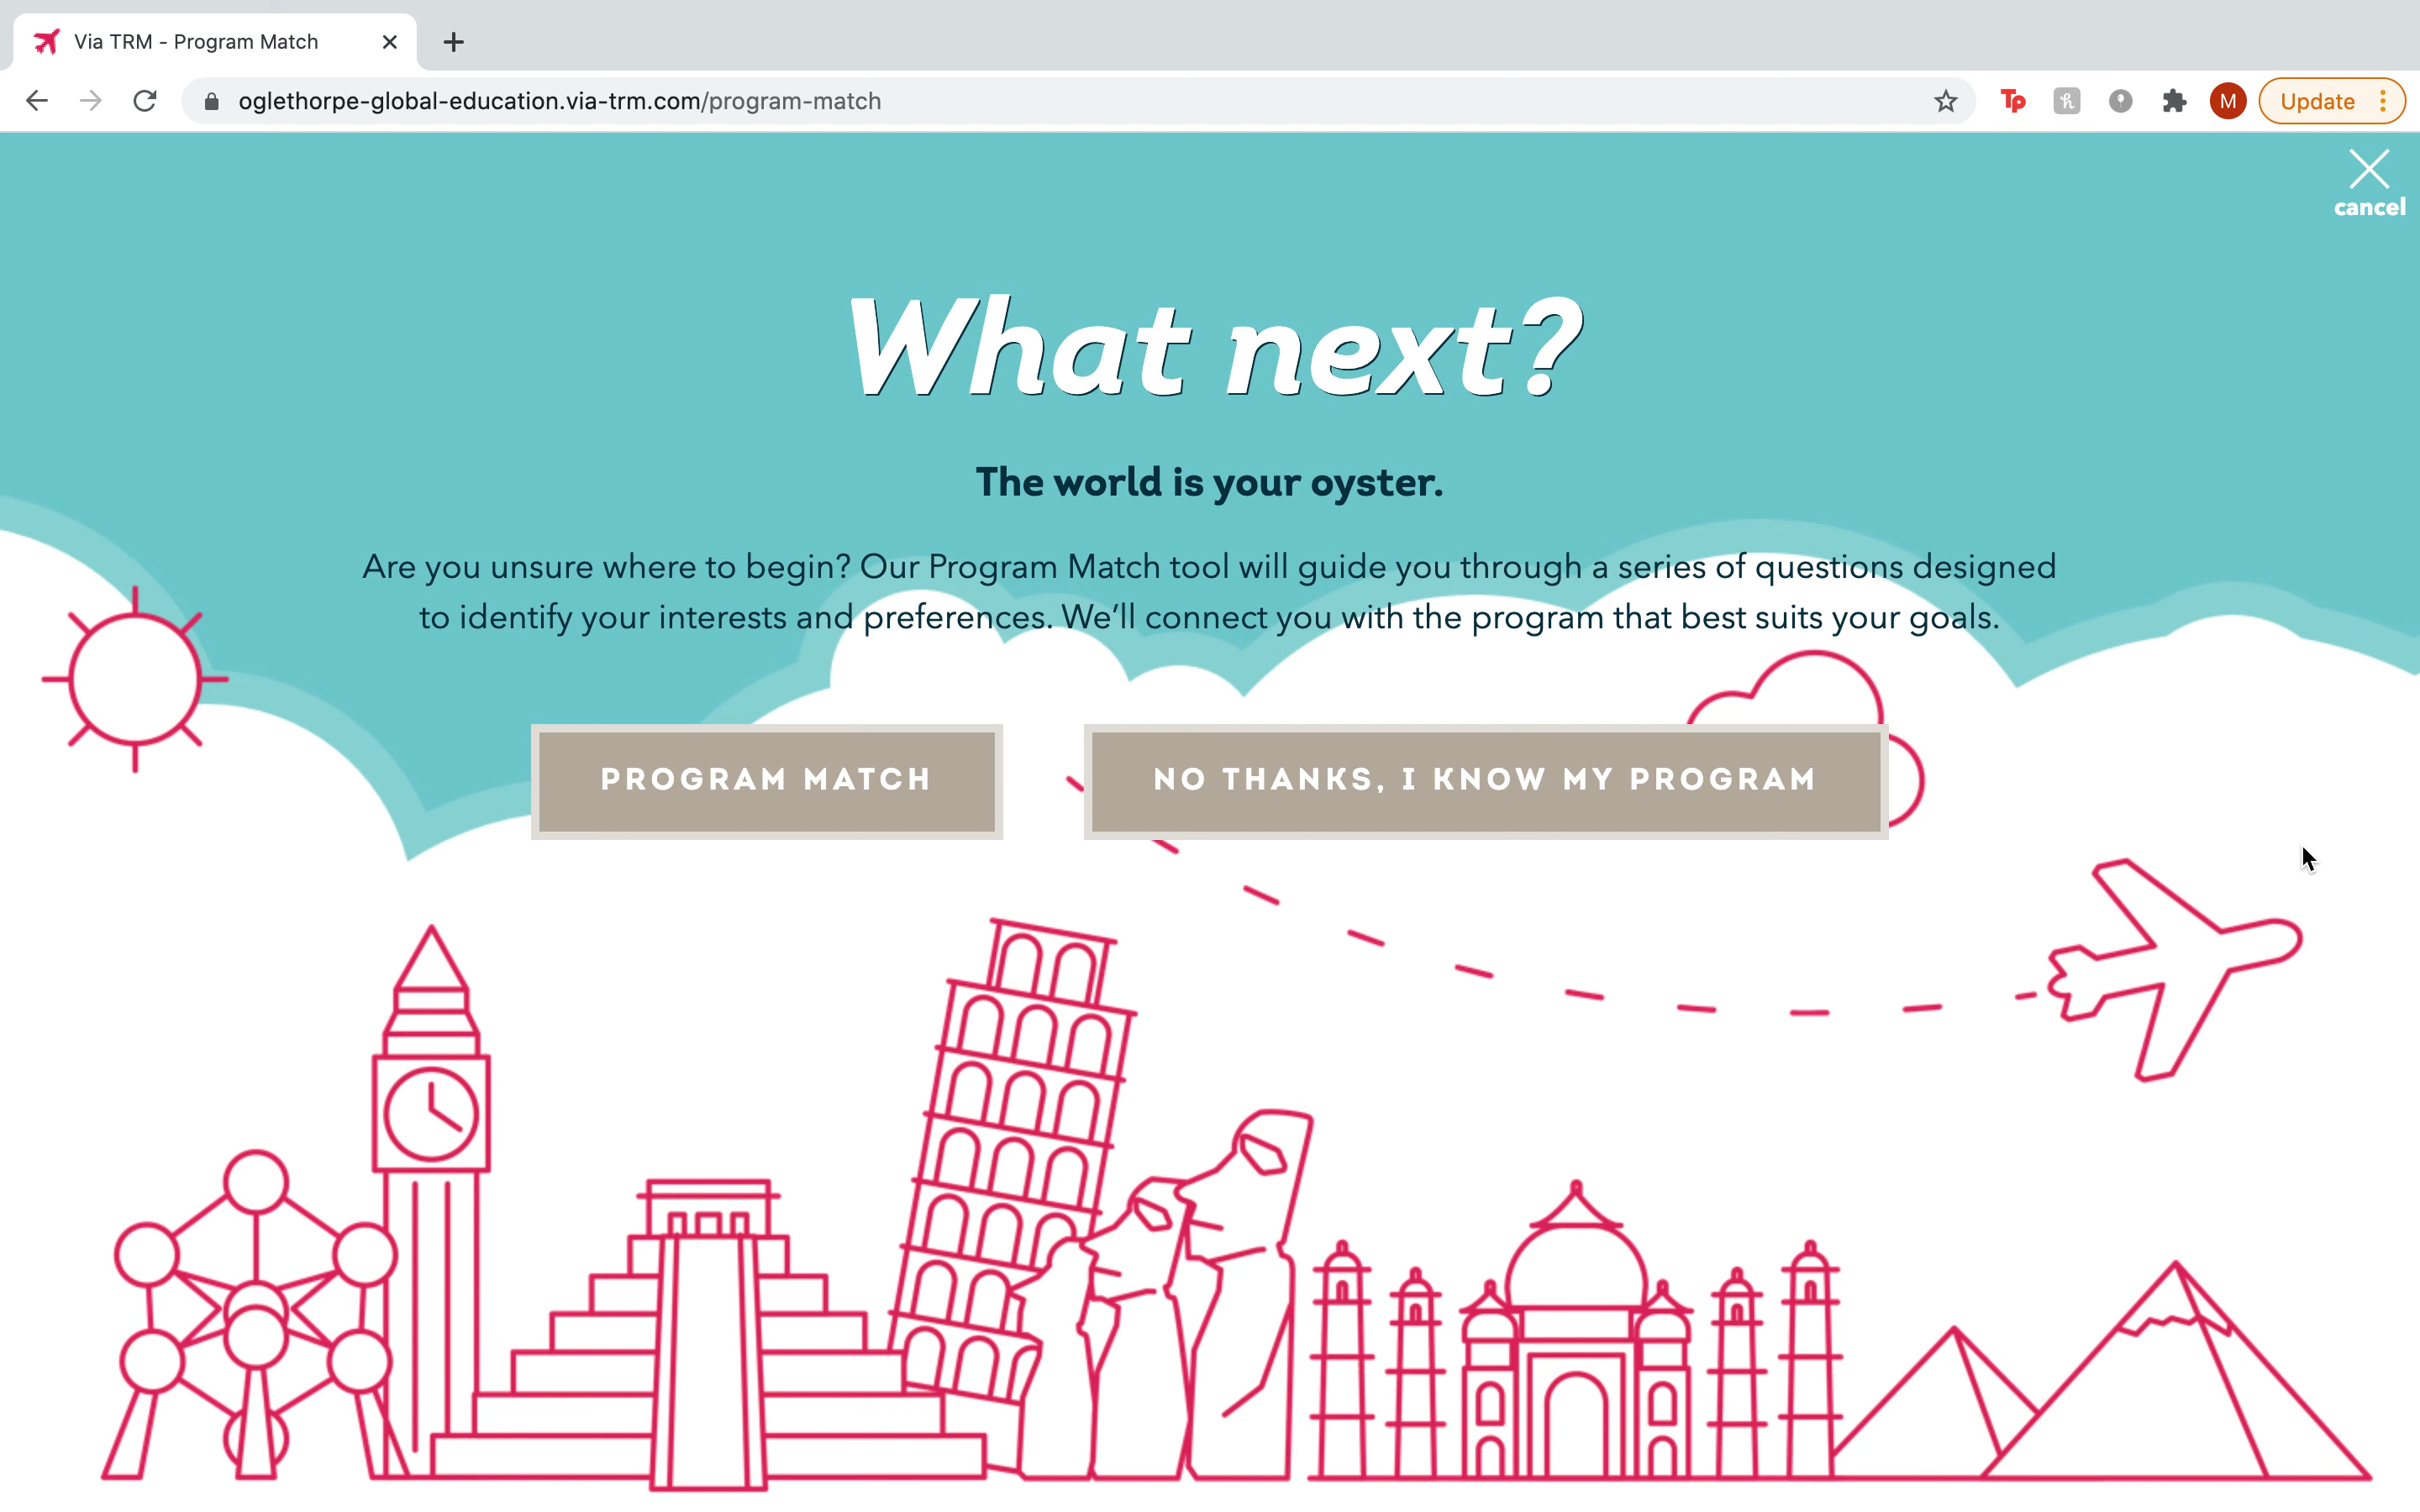 Via TRM - Program Match
oglethorpe-global-education.via-trm.com/program-match
Tp
h
M
Update
cancel
What next?
The world is your oyster.
Are you unsure where to begin? Our Program Match tool will guide you through a series of questions designed
to identify your interests and preferences. We’ll connect you with the program that best suits your goals.
PROGRAM MATCH
NO THANKS, I KNOW MY PROGRAM